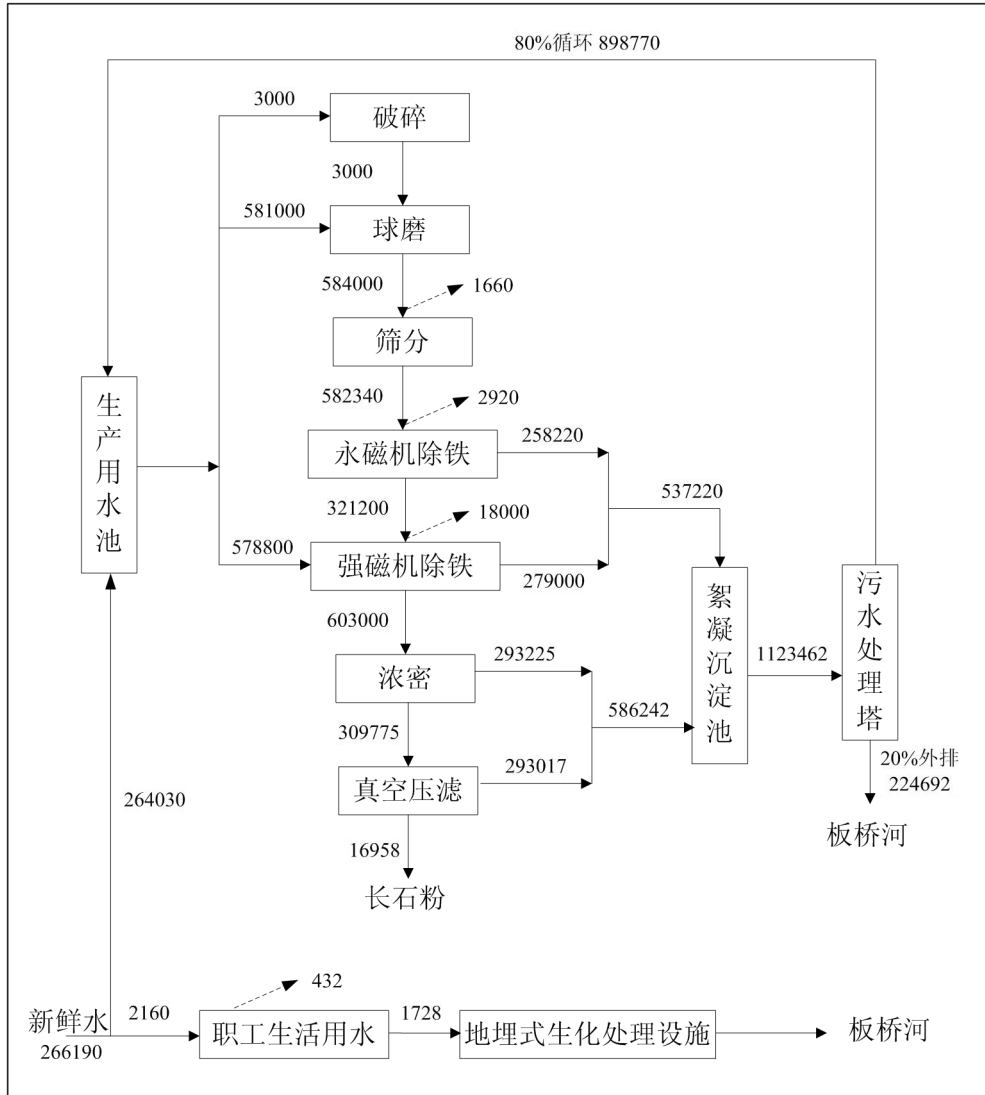 80%循环 898770
3000
破碎
3000
581000
球磨
584000
1660
筛分
582340
2920
生产用水池
永磁机除铁
258220
321200
18000
537220
578800
强磁机除铁
279000
603000
絮凝沉淀池
污水处理塔
浓密
293225
1123462
309775
586242
真空压滤
293017
20%外排
224692
264030
板桥河
16958
长石粉
432
新鲜水
2160
职工生活用水
1728
地埋式生化处理设施
板桥河
266190